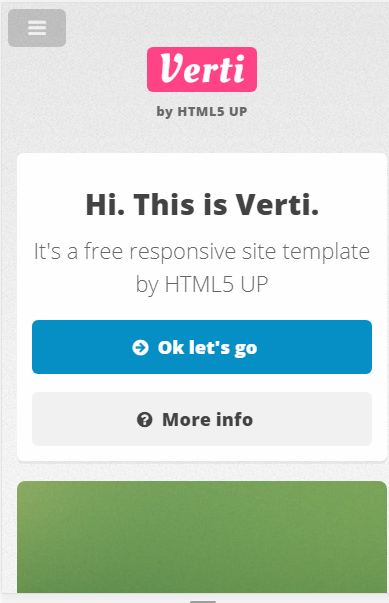 Verti
by HTML5 UP
Hi. This is Verti.
It's a free responsive site template
by HTML5 UP
Ok let's go
More info